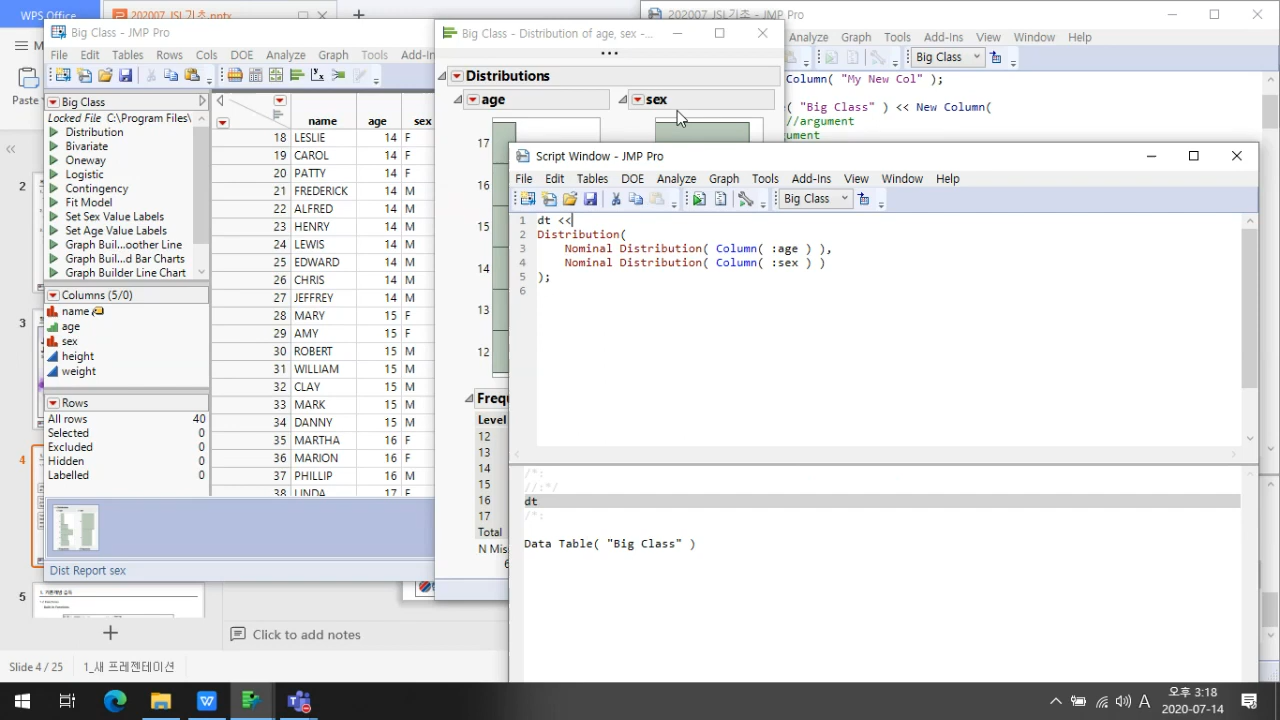 WPS Office
202007_JSL기초.pptx
Paste
2
3
4
5
Slide 4 / 25
1_새 프레젠테이션
Click to add notes
202007_JSL기초 - JMP Pro
Analyze Graph Tools Add-Ins View Window Help
Big Class
Column( "My New Col" );
( "Big Class" ) << New Column(
//argument
ument
Big Class - JMP Pro
File Edit Tables Rows Cols DOE Analyze Graph Tools Add-In
Big Class
Locked File C:\Program Files\
Distribution
Bivariate
Oneway
Logistic
Contingency
Fit Model
Set Sex Value Labels
Set Age Value Labels
Graph Buil...oother Line
Graph Buil...d Bar Charts
Graph Builder Line Chart
Columns (5/0)
name
age
sex
height
weight
Rows
All rows 40
Selected 0
Excluded 0
Hidden 0
Labelled 0
name age sex
18 LESLIE 14 F
19 CAROL 14 F
20 PATTY 14 F
21 FREDERICK 14 M
22 ALFRED 14 M
23 HENRY 14 M
24 LEWIS 14 M
25 EDWARD 14 M
26 CHRIS 14 M
27 JEFFREY 14 M
28 MARY 15 F
29 AMY 15 F
30 ROBERT 15 M
31 WILLIAM 15 M
32 CLAY 15 M
33 MARK 15 M
34 DANNY 15 M
35 MARTHA 16 F
36 MARION 16 F
37 PHILLIP 16 M
38 LINDA 17 F
Dist Report sex
Big Class - Distribution of age, sex -...
Distributions
age
sex
17
16
15
14
13
12
Freq
Level
12
13
14
15
16
17
Total
N Mis
Script Window - JMP Pro
File Edit Tables DOE Analyze Graph Tools Add-Ins View Window Help
Big Class
1 dt <<
2 Distribution(
3 Nominal Distribution( Column( :age ) ),
4 Nominal Distribution( Column( :sex ) )
5 );
6
/*:
//:*/
dt
/*:
Data Table( "Big Class" )
A
오후 3:18
2020-07-14